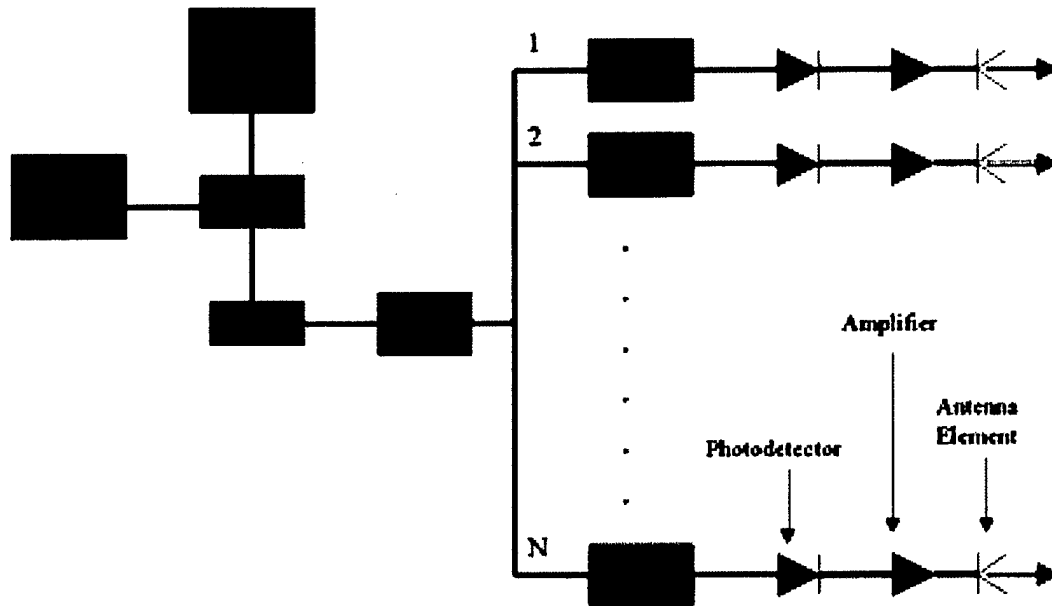 1
2
Amplifier
Antenna
Element
Photodetector
N